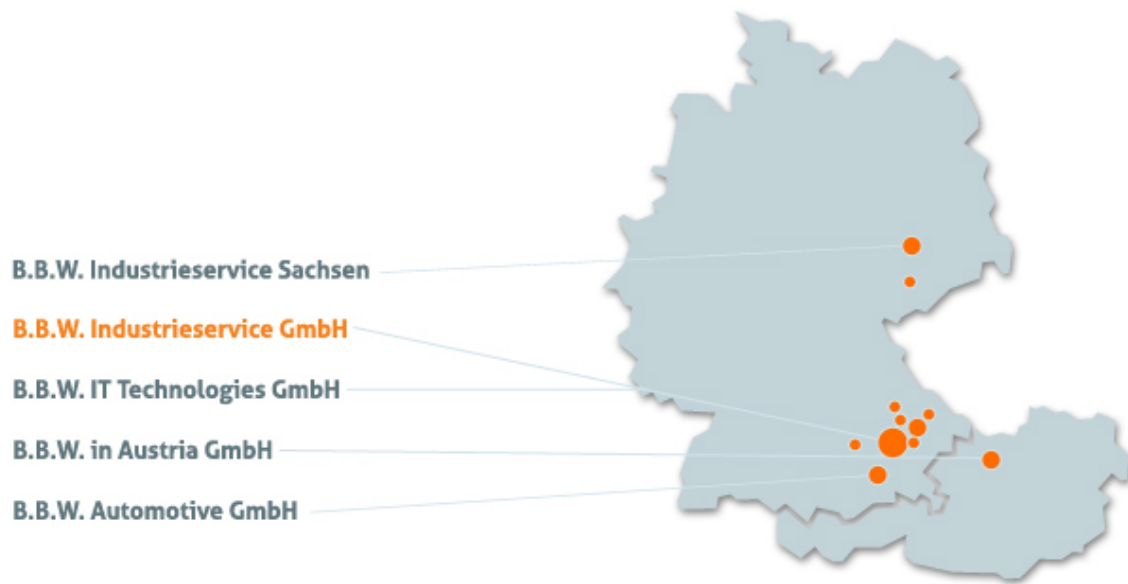 B.B.W. Industrieservice Sachsen
B.B.W. Industrieservice GmbH
B.B.W. IT Technologies GmbH
B.B.W. in Austria GmbH
B.B.W. Automotive GmbH